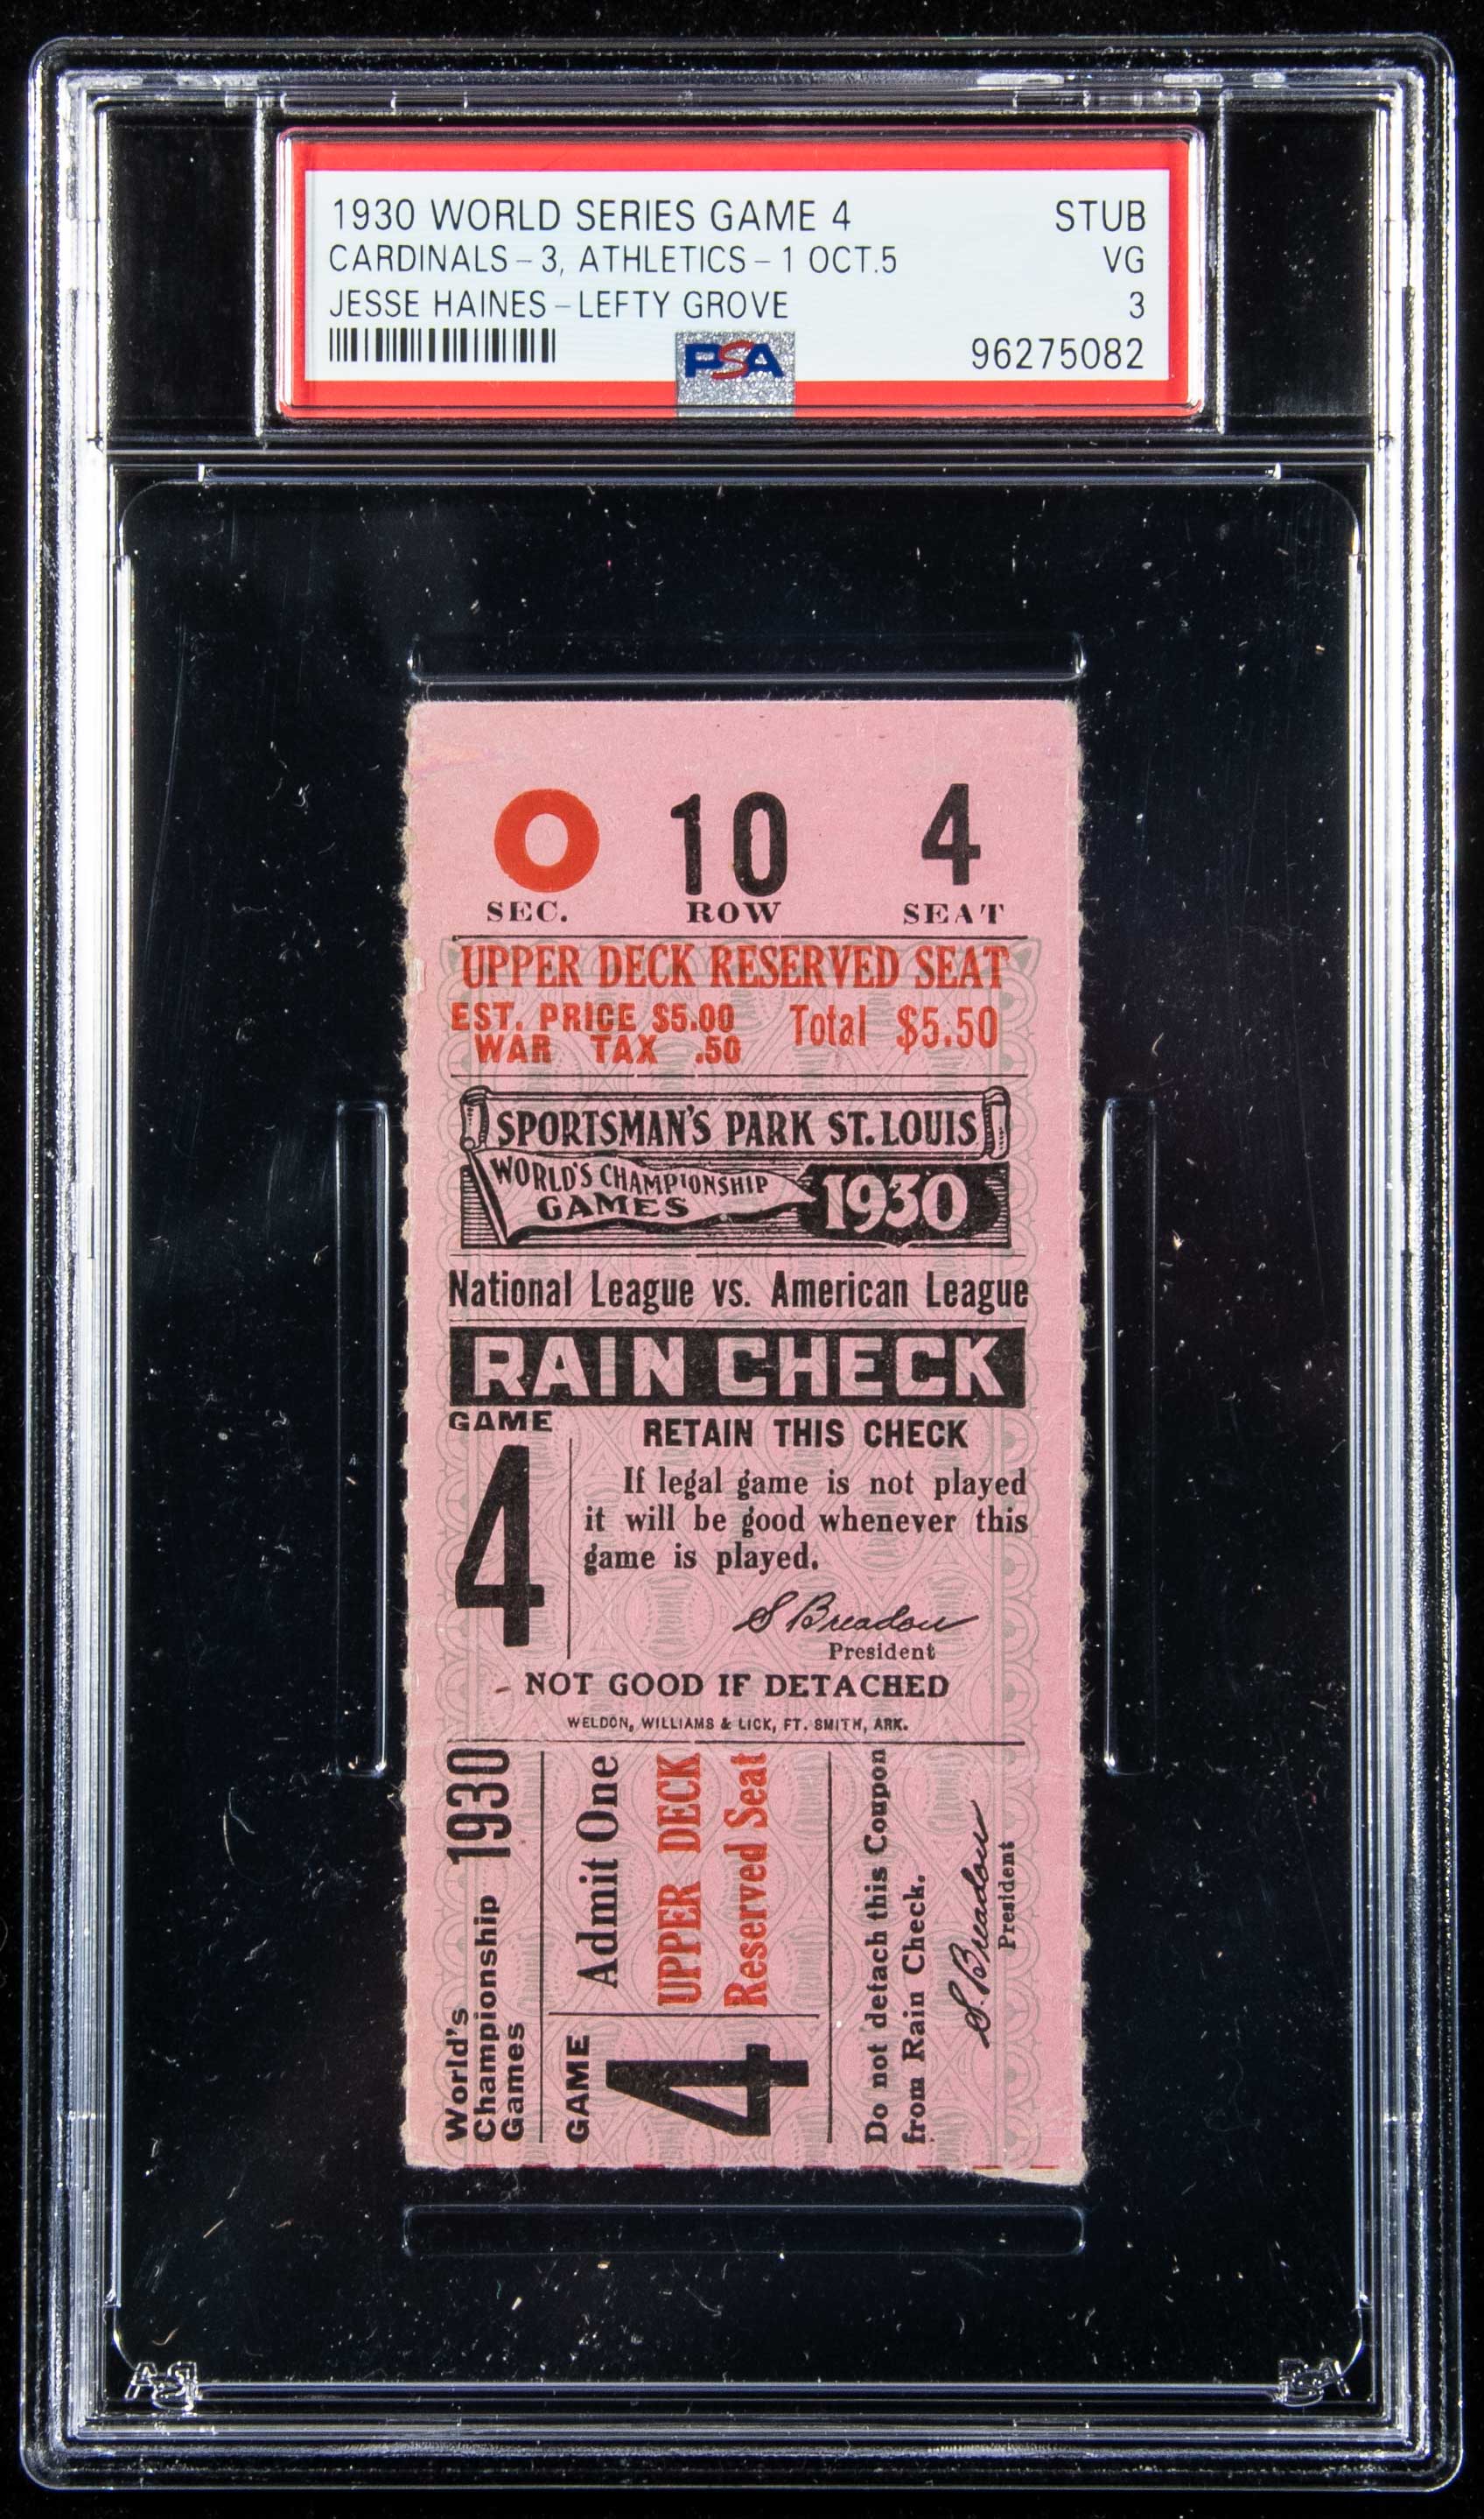 1930 WORLD SERIES GAME 4 STUB
CARDINALS-3, ATHLETICS-1 OCT.5 VG
JESSE HAINES-LEFTY GROVE 3
PSA 96275082
O 10 4
SEC. ROW SEAT
UPPER DECK RESERVED SEAT
EST. PRICE $5.00 Total $5.50
WAR TAX .50
SPORTSMAN'S PARK ST. LOUIS
WORLD'S CHAMPIONSHIP
GAMES 1930
National League vs. American League
RAIN CHECK
GAME
4
RETAIN THIS CHECK
If legal game is not played
it will be good whenever this
game is played.
S Breadon
President
NOT GOOD IF DETACHED
WELDON, WILLIAMS & LICK, FT. SMITH, ARK.
World's
Championship 1930
Games
GAME
4
Admit One
UPPER DECK
Reserved Seat
Do not detach this Coupon
from Rain Check.
S. Breadon
President
PSA
PSA